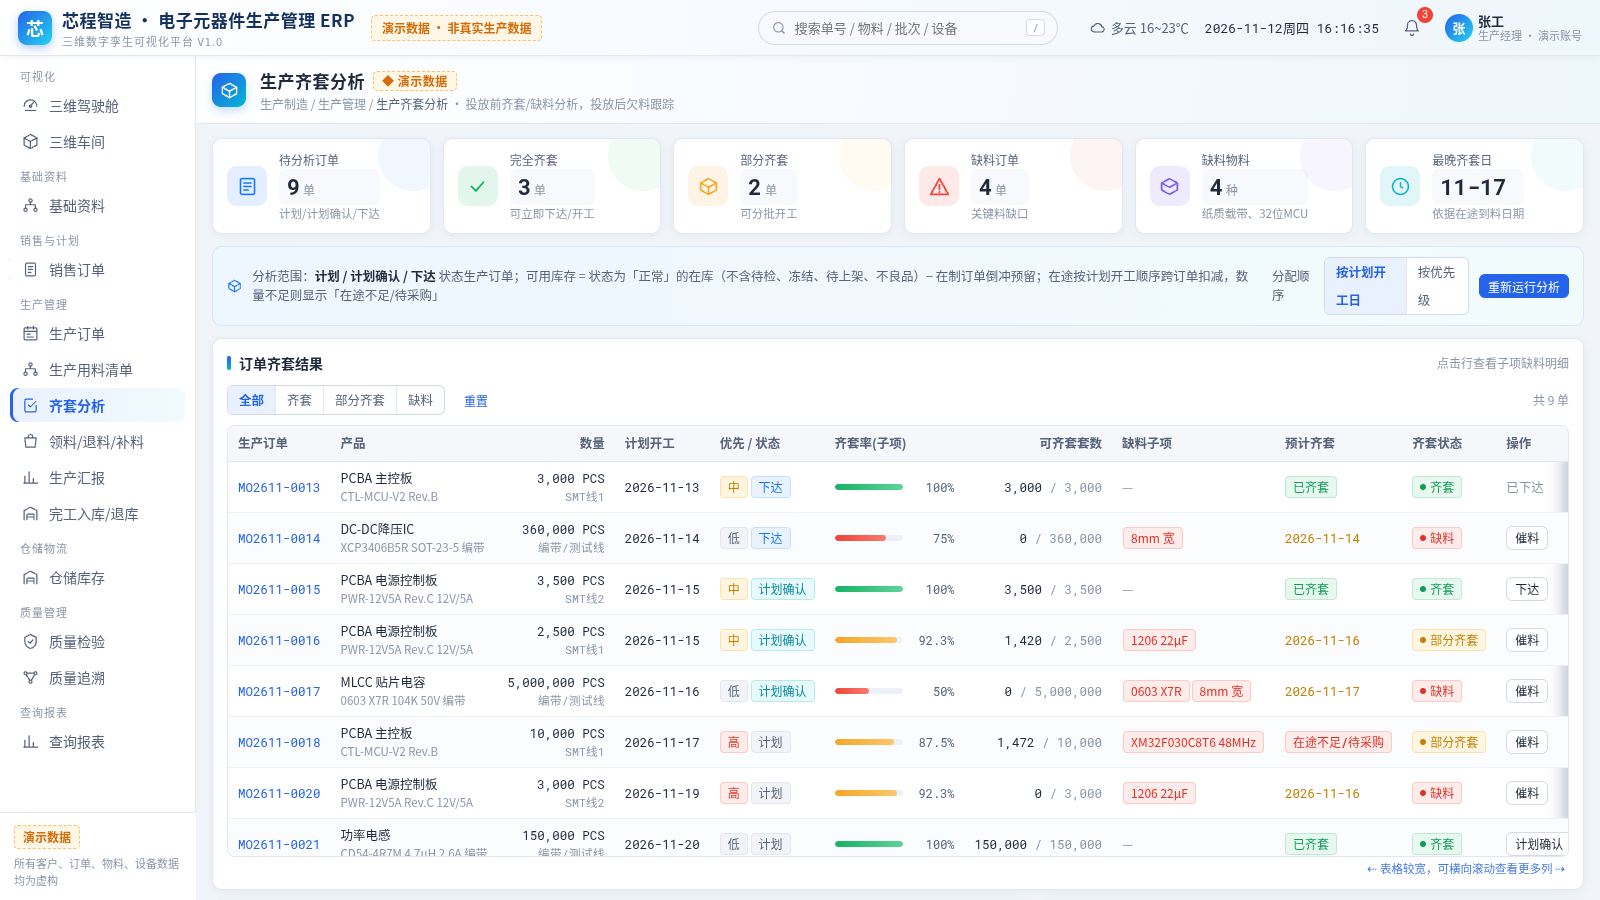 芯
芯程智造 · 电子元器件生产管理 ERP
三维数字孪生可视化平台 V1.0
演示数据 · 非真实生产数据
搜索单号 / 物料 / 批次 / 设备
/
多云 16~23℃
2026-11-12周四 16:16:35
3
张
张工
生产经理 · 演示账号
可视化
三维驾驶舱
三维车间
基础资料
基础资料
销售与计划
销售订单
生产管理
生产订单
生产用料清单
齐套分析
领料/退料/补料
生产汇报
完工入库/退库
仓储物流
仓储库存
质量管理
质量检验
质量追溯
查询报表
查询报表
演示数据
所有客户、订单、物料、设备数据
均为虚构
生产齐套分析
◆ 演示数据
生产制造 / 生产管理 / 生产齐套分析 · 投放前齐套/缺料分析，投放后欠料跟踪
待分析订单
9 单
计划/计划确认/下达
完全齐套
3 单
可立即下达/开工
部分齐套
2 单
可分批开工
缺料订单
4 单
关键料缺口
缺料物料
4 种
纸质载带、32位MCU
最晚齐套日
11-17
依据在途到料日期
分析范围：计划 / 计划确认 / 下达 状态生产订单；可用库存 = 状态为「正常」的在库（不含待检、冻结、待上架、不良品）− 在制订单倒冲预留；在途按计划开工顺序跨订单扣减，数
量不足则显示「在途不足/待采购」
分配顺
序
按计划开
工日
按优先
级
重新运行分析
订单齐套结果
点击行查看子项缺料明细
全部 齐套 部分齐套 缺料 重置
共 9 单
生产订单 产品 数量 计划开工 优先 / 状态 齐套率(子项) 可齐套套数 缺料子项 预计齐套 齐套状态 操作
MO2611-0013 PCBA 主控板 3,000 PCS 2026-11-13 中 下达 100% 3,000 / 3,000 — 已齐套 齐套 已下达
CTL-MCU-V2 Rev.B SMT线1
MO2611-0014 DC-DC降压IC 360,000 PCS 2026-11-14 低 下达 75% 0 / 360,000 8mm 宽 2026-11-14 缺料 催料
XCP3406B5R SOT-23-5 编带 编带/测试线
MO2611-0015 PCBA 电源控制板 3,500 PCS 2026-11-15 中 计划确认 100% 3,500 / 3,500 — 已齐套 齐套 下达
PWR-12V5A Rev.C 12V/5A SMT线2
MO2611-0016 PCBA 电源控制板 2,500 PCS 2026-11-15 中 计划确认 92.3% 1,420 / 2,500 1206 22μF 2026-11-16 部分齐套 催料
PWR-12V5A Rev.C 12V/5A SMT线1
MO2611-0017 MLCC 贴片电容 5,000,000 PCS 2026-11-16 低 计划确认 50% 0 / 5,000,000 0603 X7R 8mm 宽 2026-11-17 缺料 催料
0603 X7R 104K 50V 编带 编带/测试线
MO2611-0018 PCBA 主控板 10,000 PCS 2026-11-17 高 计划 87.5% 1,472 / 10,000 XM32F030C8T6 48MHz 在途不足/待采购 部分齐套 催料
CTL-MCU-V2 Rev.B SMT线1
MO2611-0020 PCBA 电源控制板 3,000 PCS 2026-11-19 高 计划 92.3% 0 / 3,000 1206 22μF 2026-11-16 缺料 催料
PWR-12V5A Rev.C 12V/5A SMT线2
MO2611-0021 功率电感 150,000 PCS 2026-11-20 低 计划 100% 150,000 / 150,000 — 已齐套 齐套 计划确认
CD54-4R7M 4.7uH 2.6A 编带 编带/测试线
⇠ 表格较宽，可横向滚动查看更多列 ⇢